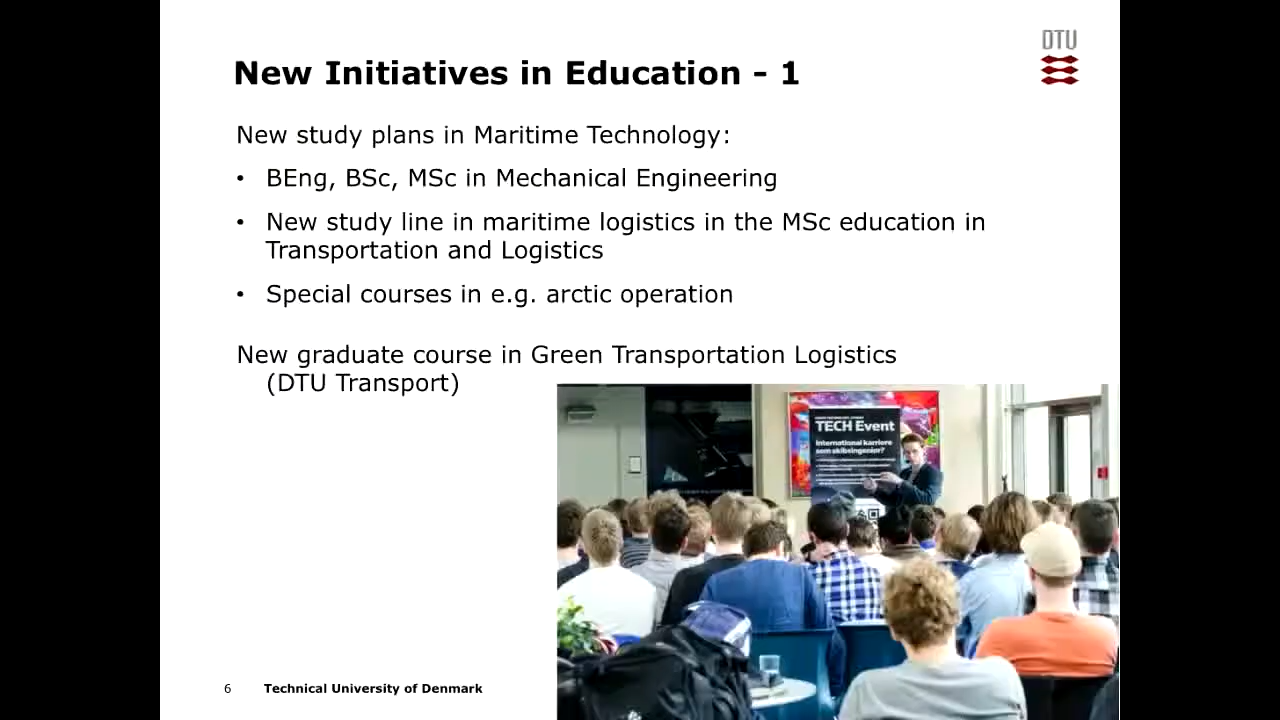 DTU
New Initiatives in Education - 1
New study plans in Maritime Technology:
• BEng, BSc, MSc in Mechanical Engineering
• New study line in maritime logistics in the MSc education in
Transportation and Logistics
• Special courses in e.g. arctic operation
New graduate course in Green Transportation Logistics
(DTU Transport)
TECH Event
International karriere
som skibsingeniør?
6 Technical University of Denmark